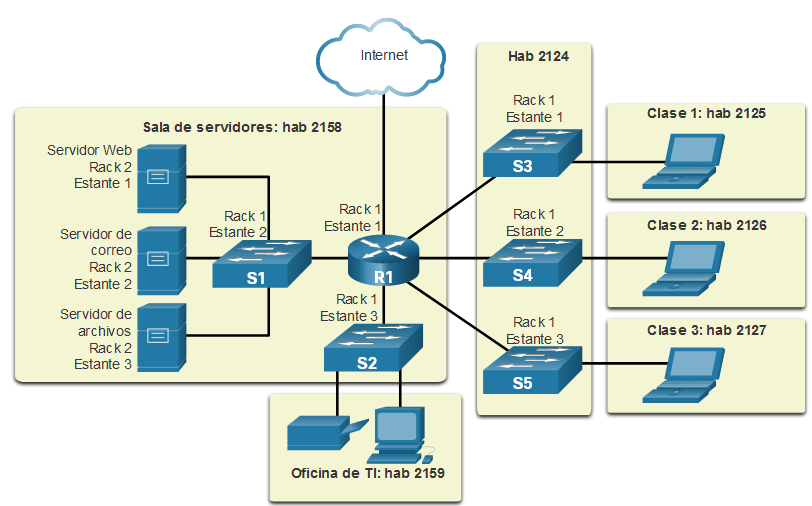 Internet
Hab 2124
Rack 1
Estante 1
S3
Clase 1: hab 2125
Sala de servidores: hab 2158
Servidor Web
Rack 2
Estante 1
Rack 1
Estante 2
S1
Rack 1
Estante 1
R1
Servidor de
correo
Rack 2
Estante 2
Rack 1
Estante 2
S4
Clase 2: hab 2126
Servidor de
archivos
Rack 2
Estante 3
Rack 1
Estante 3
S2
Rack 1
Estante 3
S5
Clase 3: hab 2127
Oficina de TI: hab 2159